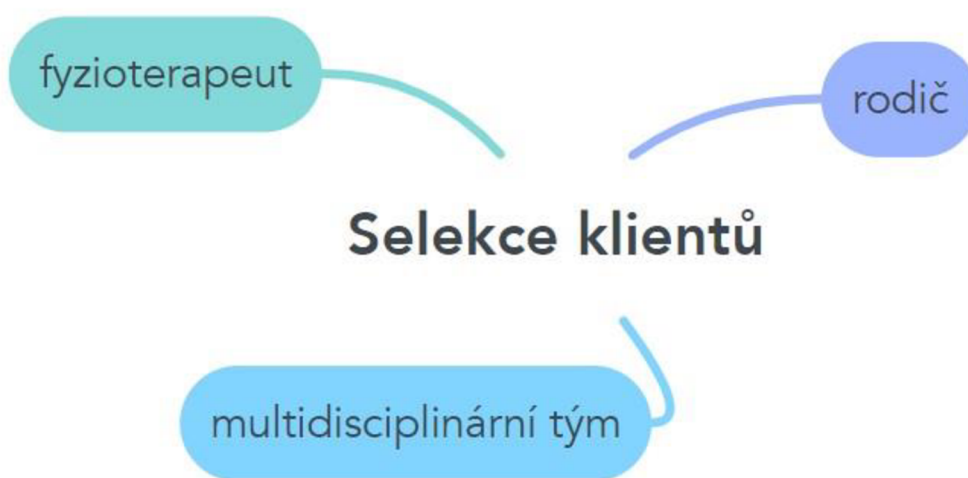 fyzioterapeut
rodič
Selekce klientů
multidisciplinární tým